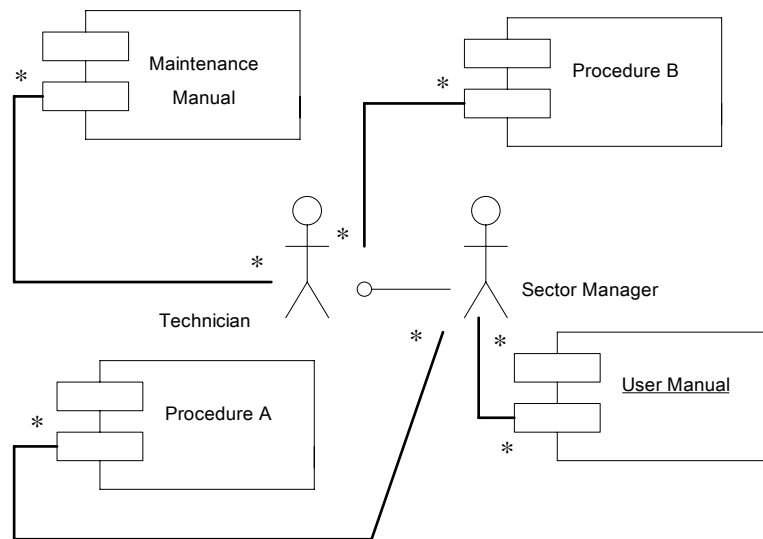 Maintenance
Manual
Procedure B
*
*
*
*
Sector Manager
Technician
*
*
User Manual
Procedure A
*
*